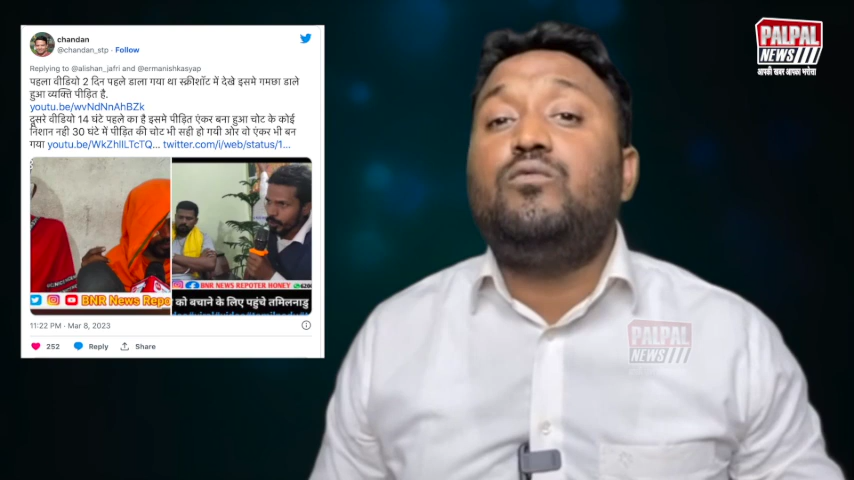 chandan
@chandan_stp · Follow
Replying to @alishan_jafri and @ermanishkasyap
पहला वीडियो 2 दिन पहले डाला गया था स्क्रीशॉट में देखे इसमे गमछा डाले
हुआ व्यक्ति पीड़ित है.
youtu.be/wvNdNnAhBZk
दूसरे वीडियो 14 घंटे पहले का है इसमे पीड़ित एंकर बना हुआ चोट के कोई
निशान नही 30 घंटे में पीड़ित की चोट भी सही हो गयी ओर वो एंकर भी बन
गया youtu.be/WkZhIlLTcTQ... twitter.com/i/web/status/1...
BNR News Repo
BNR NEWS REPOTER HONEY
को बचाने के लिए पहुंचे तमिलनाडु
11:22 PM · Mar 8, 2023
252 Reply Share
PALPAL
NEWS
आपकी खबर आपका भरोसा
PALPAL
NEWS